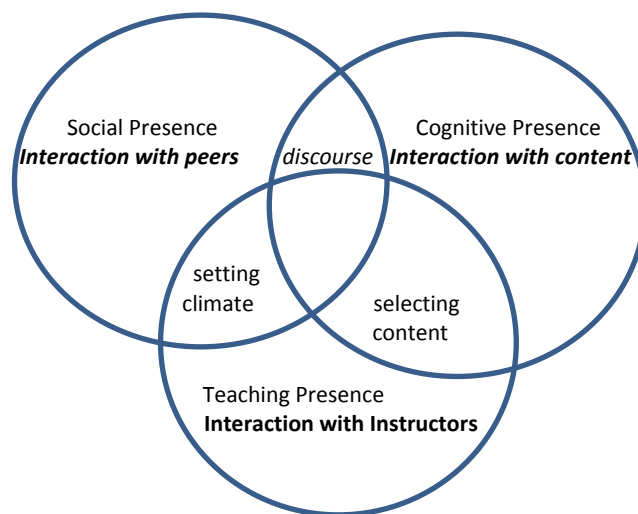 Social Presence
Interaction with peers
discourse
Cognitive Presence
Interaction with content
setting
climate
selecting
content
Teaching Presence
Interaction with Instructors